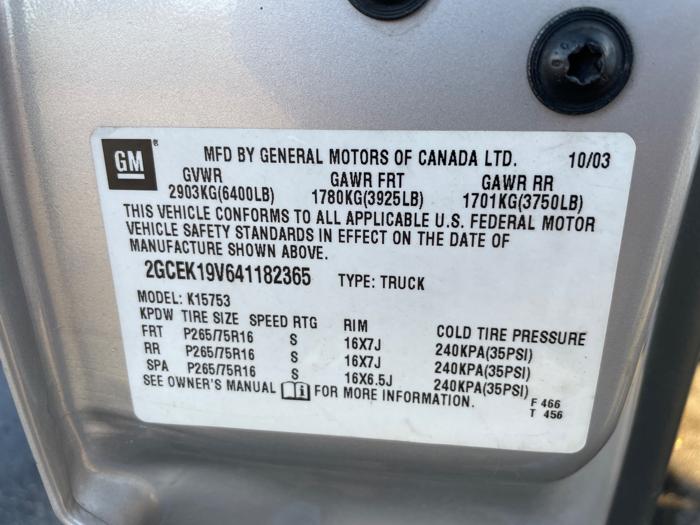 GM ® MFD BY GENERAL MOTORS OF CANADA LTD. 10/03
GVWR GAWR FRT GAWR RR
2903KG(6400LB) 1780KG(3925LB) 1701KG(3750LB)
THIS VEHICLE CONFORMS TO ALL APPLICABLE U.S. FEDERAL MOTOR
VEHICLE SAFETY STANDARDS IN EFFECT ON THE DATE OF
MANUFACTURE SHOWN ABOVE.
2GCEK19V641182365 TYPE: TRUCK
MODEL: K15753
KPDW TIRE SIZE SPEED RTG RIM COLD TIRE PRESSURE
FRT P265/75R16 S 16X7J 240KPA(35PSI)
RR P265/75R16 S 16X7J 240KPA(35PSI)
SPA P265/75R16 S 16X6.5J 240KPA(35PSI)
SEE OWNER'S MANUAL i FOR MORE INFORMATION. F 466
T 456